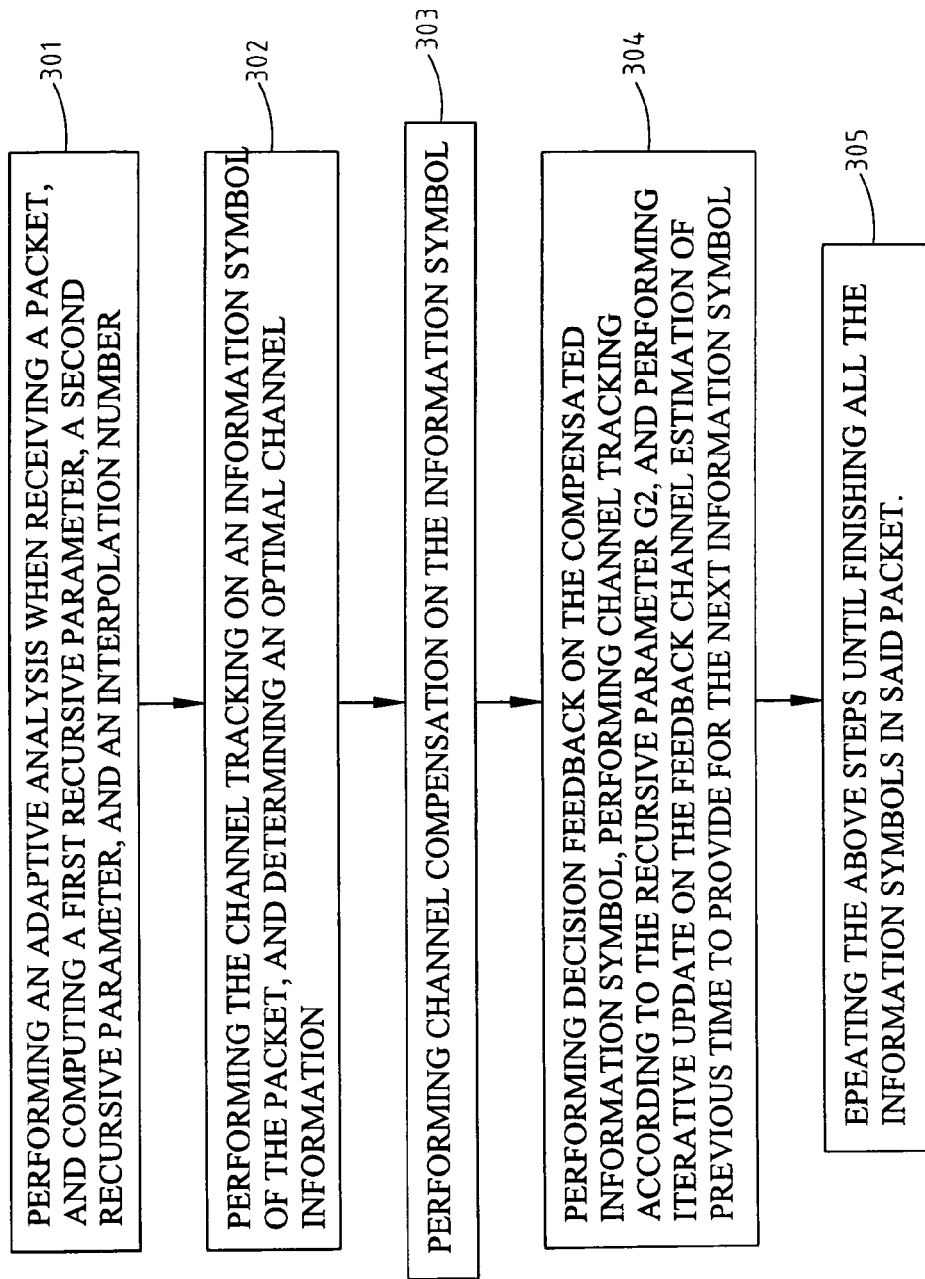 PERFORMING AN ADAPTIVE ANALYSIS WHEN RECEIVING A PACKET,
AND COMPUTING A FIRST RECURSIVE PARAMETER, A SECOND
RECURSIVE PARAMETER, AND AN INTERPOLATION NUMBER
301
PERFORMING THE CHANNEL TRACKING ON AN INFORMATION SYMBOL
OF THE PACKET, AND DETERMINING AN OPTIMAL CHANNEL
INFORMATION
302
PERFORMING CHANNEL COMPENSATION ON THE INFORMATION SYMBOL
303
PERFORMING DECISION FEEDBACK ON THE COMPENSATED
INFORMATION SYMBOL, PERFORMING CHANNEL TRACKING
ACCORDING TO THE RECURSIVE PARAMETER G2, AND PERFORMING
ITERATIVE UPDATE ON THE FEEDBACK CHANNEL ESTIMATION OF
PREVIOUS TIME TO PROVIDE FOR THE NEXT INFORMATION SYMBOL
304
EPEATING THE ABOVE STEPS UNTIL FINISHING ALL THE
INFORMATION SYMBOLS IN SAID PACKET.
305